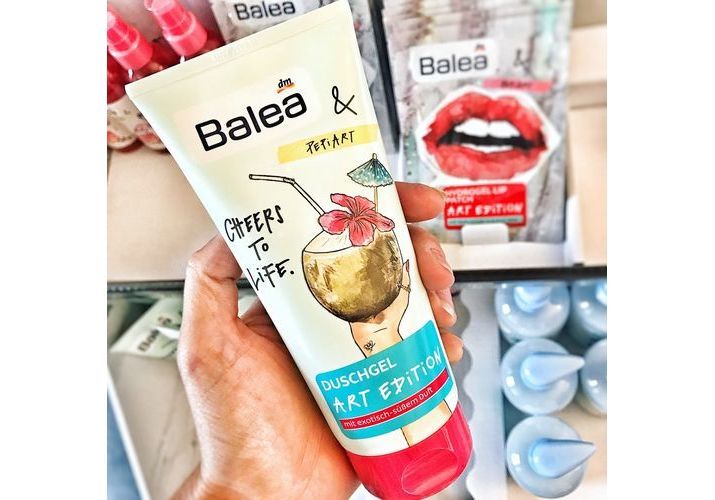 Balea
dm
Balea &
PEPiART
CHEERS
TO
LiFE.
DUSCHGEL
ART EDiTiON
mit exotisch-süßem Duft
Balea &
HYDROGEL LIP
PATCH
ART EDiTiON